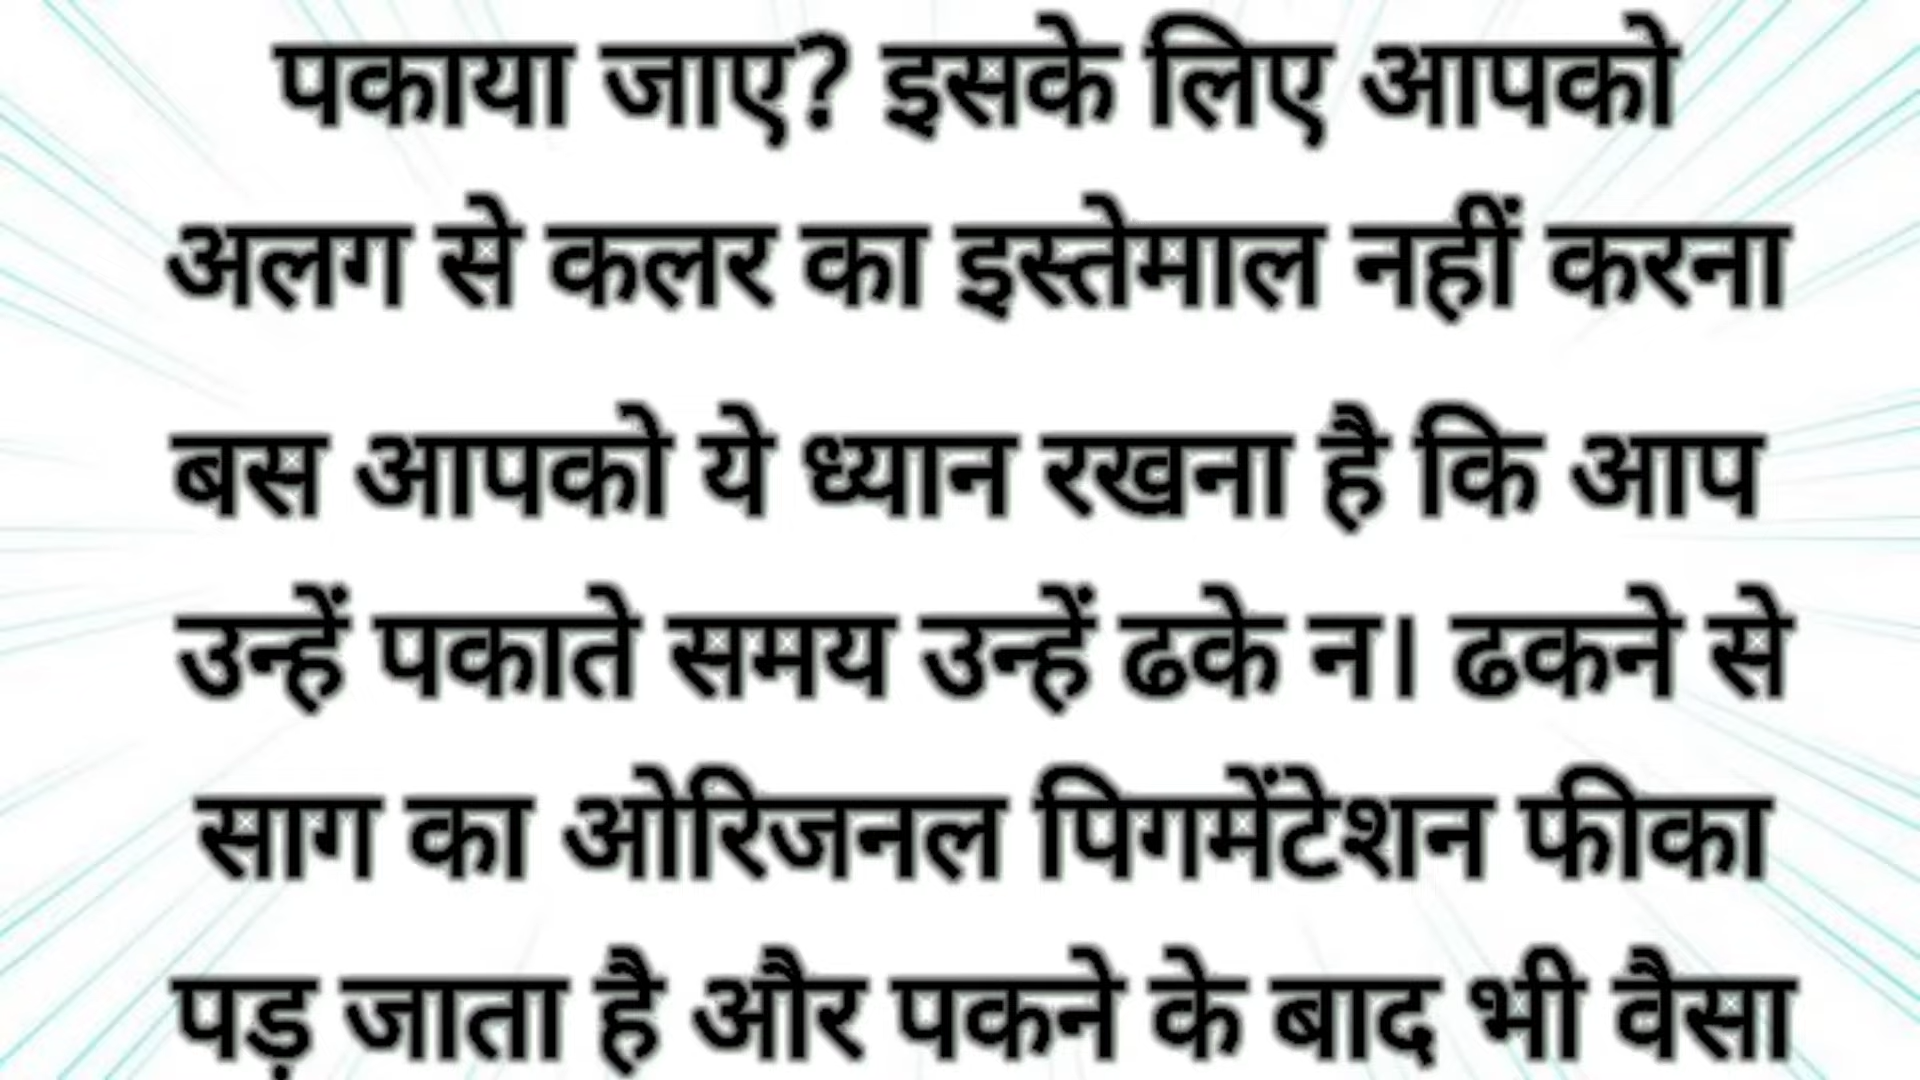 पकाया जाए? इसके लिए आपको
अलग से कलर का इस्तेमाल नहीं करना
बस आपको ये ध्यान रखना है कि आप
उन्हें पकाते समय उन्हें ढके न। ढकने से
साग का ओरिजनल पिगमेंटेशन फीका
पड़ जाता है और पकने के बाद भी वैसा